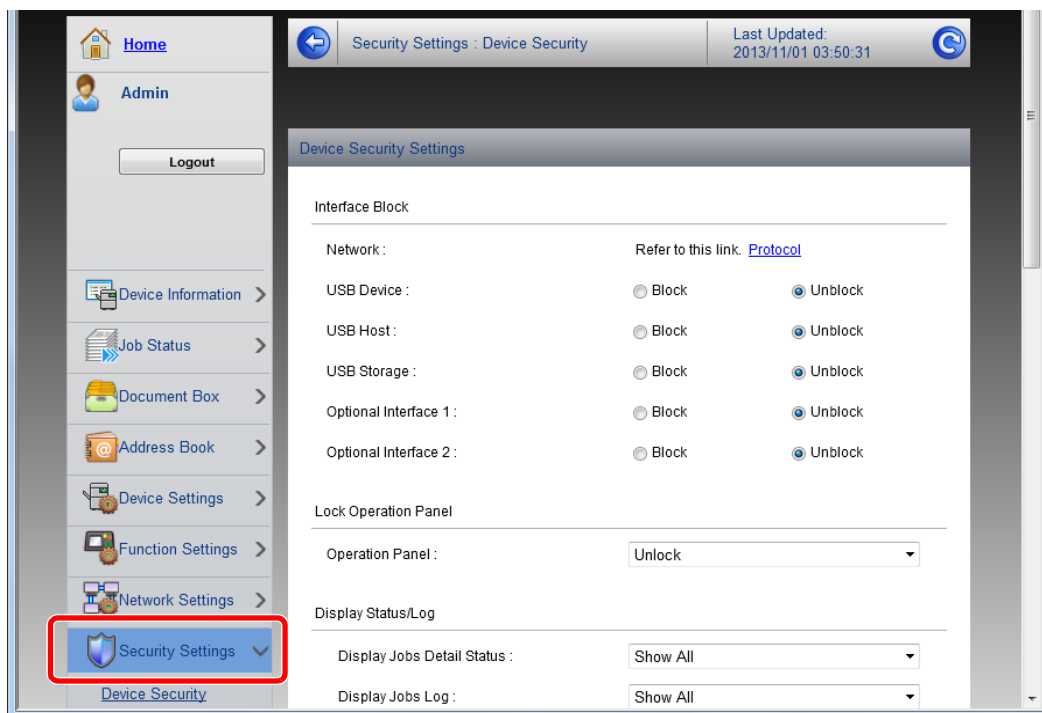 Home
Admin
Logout
Device Information
Job Status
Document Box
Address Book
Device Settings
Function Settings
Network Settings
Security Settings
Device Security
Security Settings : Device Security
Last Updated:
2013/11/01 03:50:31
Device Security Settings
Interface Block
Network : Refer to this link. Protocol
USB Device : Block Unblock
USB Host : Block Unblock
USB Storage : Block Unblock
Optional Interface 1 : Block Unblock
Optional Interface 2 : Block Unblock
Lock Operation Panel
Operation Panel : Unlock
Display Status/Log
Display Jobs Detail Status : Show All
Display Jobs Log : Show All